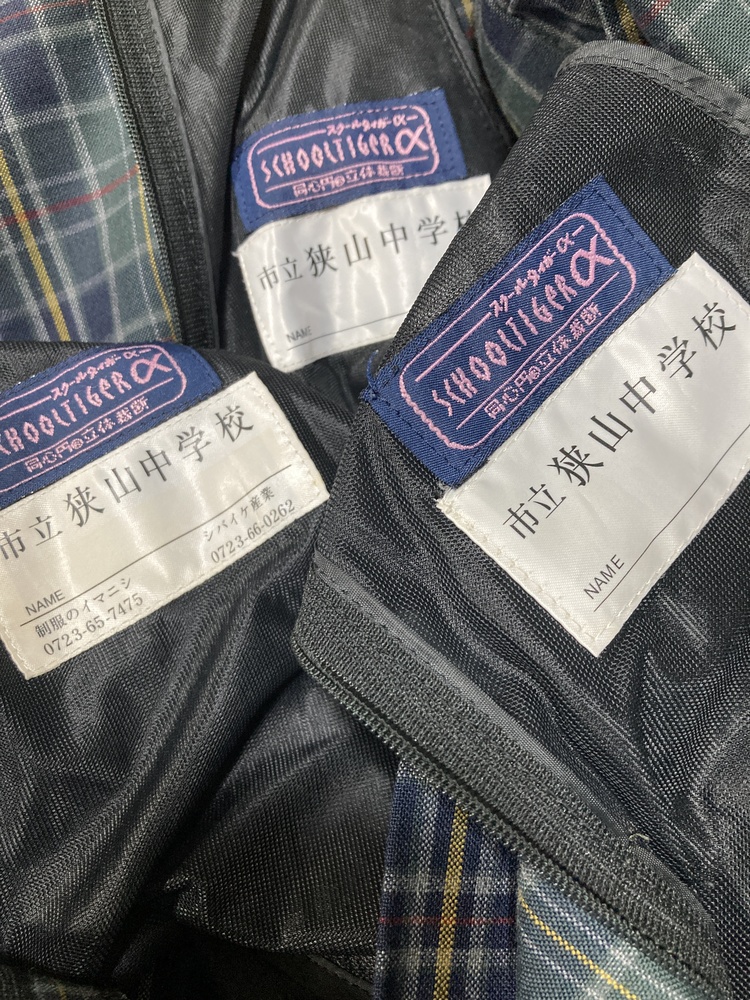 スクールタイガーα
SCHOOLTIGER α
同心円の立体裁断
市立狭山中学校
NAME
スクールタイガーα
SCHOOLTIGER α
同心円の立体裁断
市立狭山中学校
NAME
スクールタイガーα
CHOOLTIGER α
同心円の立体裁断
市立狭山中学校
シバイケ産業
0723-66-0262
NAME
制服のイマニシ
0723-65-7475